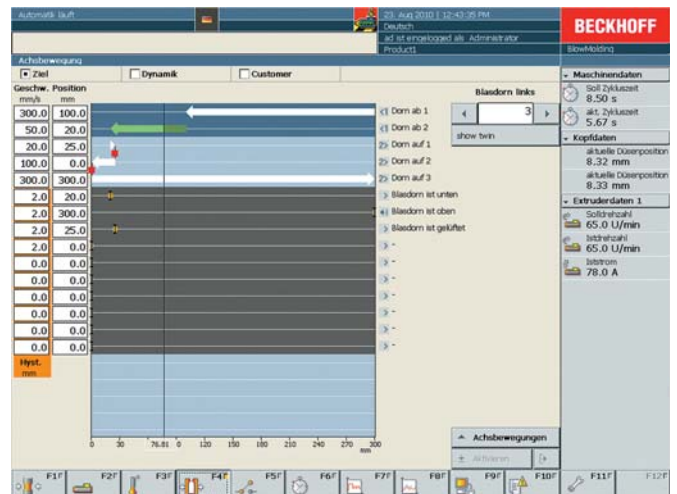 Automatik läuft
23. Aug 2010 | 12:43:35 PM
Deutsch
ad ist eingelogged als Administrator
Product1
BECKHOFF
BlowMolding
Achsbewegung
Ziel Dynamik Customer
Geschw. Position
mm/s mm
300.0 100.0 Dorn ab 1
50.0 20.0 Dorn ab 2
20.0 25.0 Dorn auf 1
100.0 0.0 Dorn auf 2
300.0 300.0 Dorn auf 3
2.0 20.0 Blasdorn ist unten
2.0 300.0 Blasdorn ist oben
2.0 25.0 Blasdorn ist gelüftet
2.0 0.0 -
0.0 0.0 -
0.0 0.0 -
0.0 0.0 -
0.0 0.0 -
0.0 0.0 -
0.0 0.0 -
Hyst.
mm
0 30 76.81 0 120 150 180 210 240 270 300
mm
Blasdorn links
3
show twin
Achsbewegungen
Aktivieren
Maschinendaten
Soll Zykluszeit
8.50 s
akt. Zykluszeit
5.67 s
Kopfdaten
aktuelle Düsenposition
8.32 mm
aktuelle Düsenposition
8.33 mm
Extruderdaten 1
Solldrehzahl
65.0 U/min
Istdrehzahl
65.0 U/min
Iststrom
78.0 A
F1 F2 F3 F4 F5 F6 F7 F8 F9 F10 F11 F12